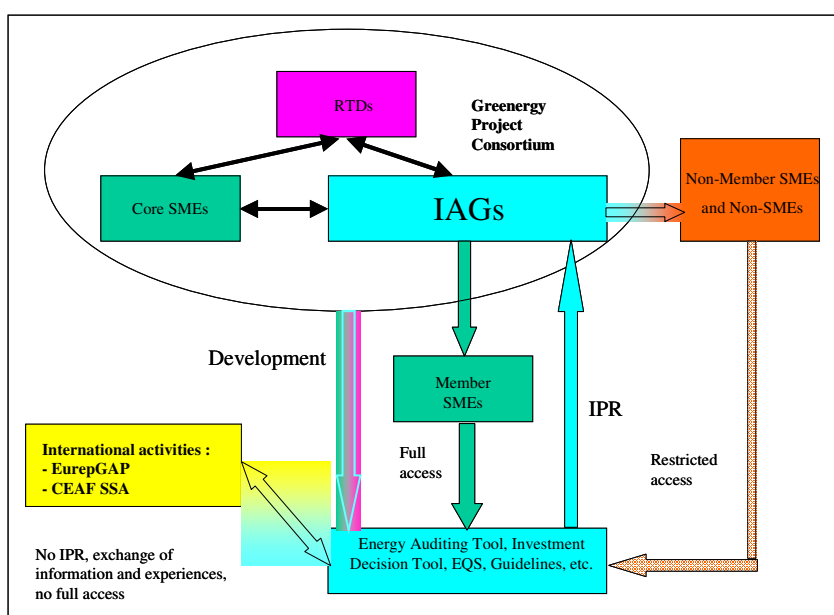 RTDs
Greenergy
Project
Consortium
Core SMEs
IAGs
Non-Member SMEs
and Non-SMEs
Development
Member
SMEs
IPR
International activities :
- EurepGAP
- CEAF SSA
Full
access
Restricted
access
Energy Auditing Tool, Investment
Decision Tool, EQS, Guidelines, etc.
No IPR, exchange of
information and experiences,
no full access